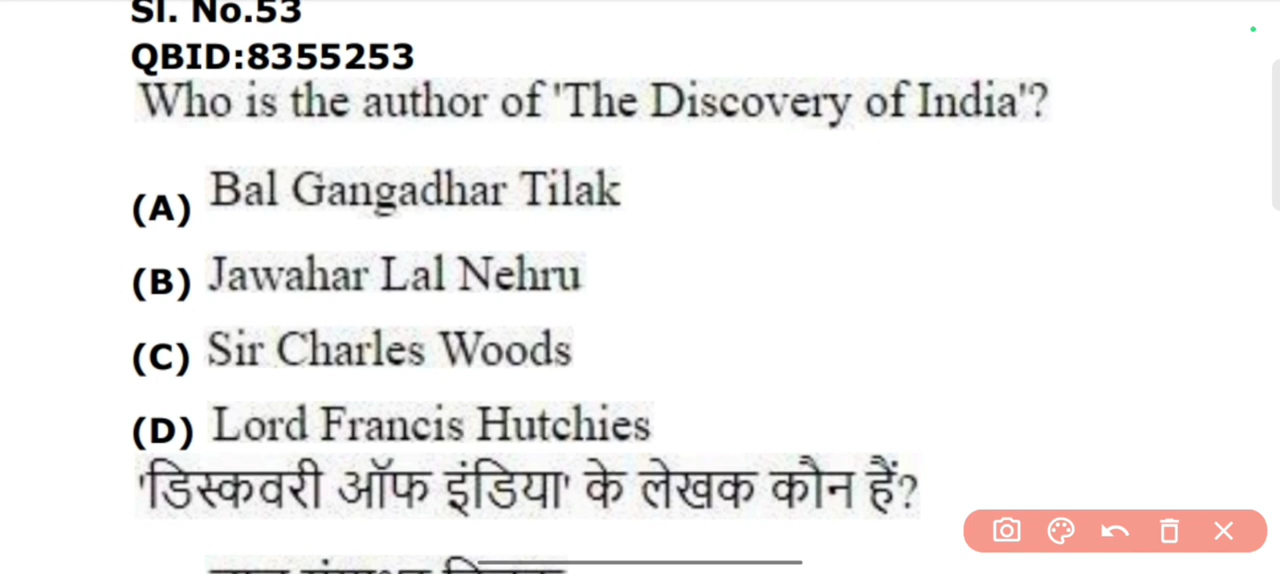 Sl. No.53
QBID:8355253
Who is the author of 'The Discovery of India'?
(A) Bal Gangadhar Tilak
(B) Jawahar Lal Nehru
(C) Sir Charles Woods
(D) Lord Francis Hutchies
'डिस्कवरी ऑफ इंडिया' के लेखक कौन हैं?